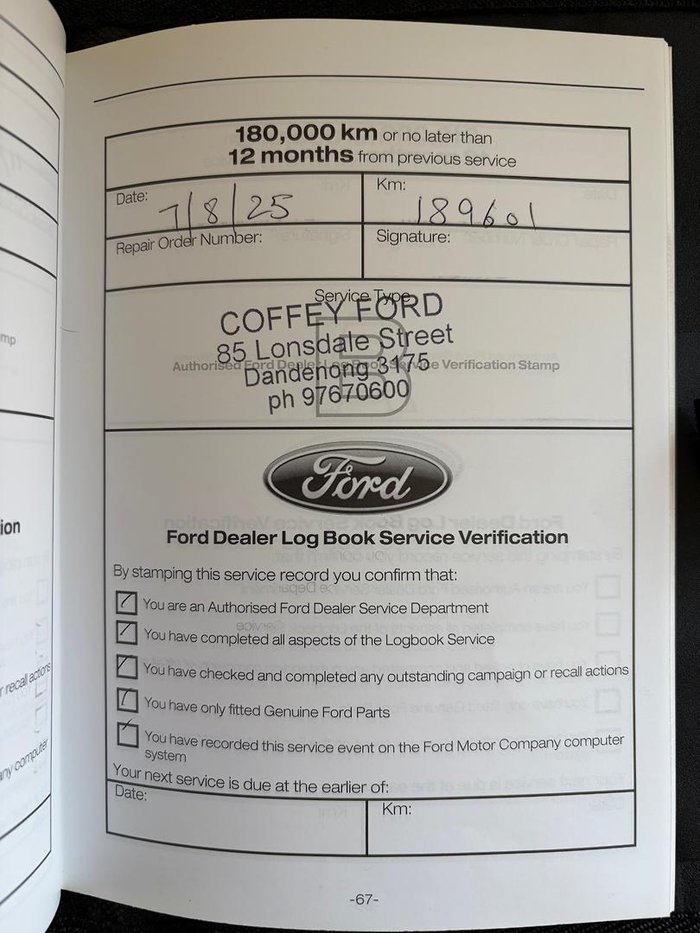 180,000 km or no later than
12 months from previous service
Date: 7/8/25
Km: 189601
Repair Order Number:
Signature:
Service Type
B
COFFEY FORD
85 Lonsdale Street
Dandenong 3175
ph 97670600
Authorised Ford Dealer Log Book Service Verification Stamp
Ford
Ford Dealer Log Book Service Verification
By stamping this service record you confirm that:
You are an Authorised Ford Dealer Service Department
You have completed all aspects of the Logbook Service
You have checked and completed any outstanding campaign or recall actions
You have only fitted Genuine Ford Parts
You have recorded this service event on the Ford Motor Company computer
system
Your next service is due at the earlier of:
Date:
Km:
-67-
mp
ion
r recall actions
any computer